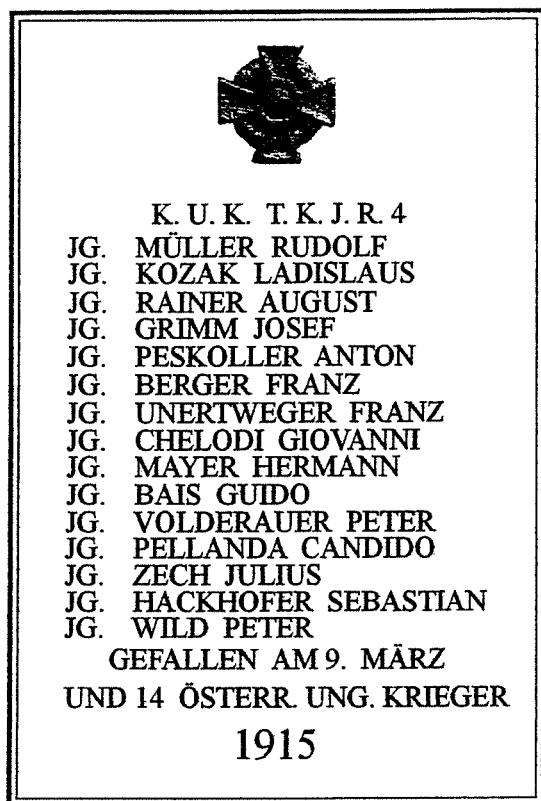 K. U. K. T. K. J. R. 4
JG. MÜLLER RUDOLF
JG. KOZAK LADISLAUS
JG. RAINER AUGUST
JG. GRIMM JOSEF
JG. PESKOLLER ANTON
JG. BERGER FRANZ
JG. UNERTWEGER FRANZ
JG. CHELODI GIOVANNI
JG. MAYER HERMANN
JG. BAIS GUIDO
JG. VOLDERAUER PETER
JG. PELLANDA CANDIDO
JG. ZECH JULIUS
JG. HACKHOFER SEBASTIAN
JG. WILD PETER
GEFALLEN AM 9. MÄRZ
UND 14 ÖSTERR. UNG. KRIEGER
1915